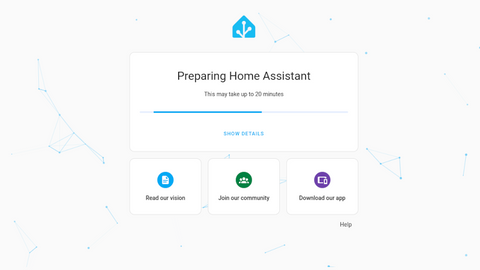 Preparing Home Assistant
This may take up to 20 minutes
SHOW DETAILS
Read our vision
Join our community
Download our app
Help